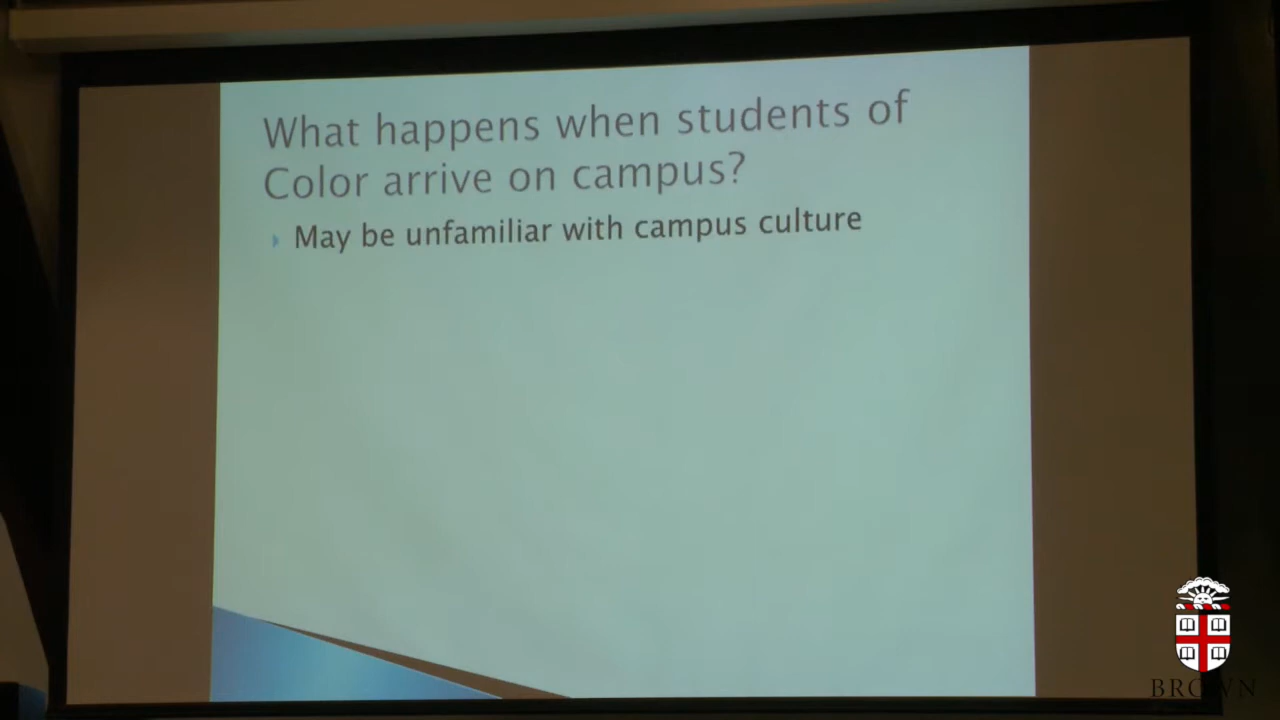 What happens when students of
Color arrive on campus?
May be unfamiliar with campus culture
BROWN